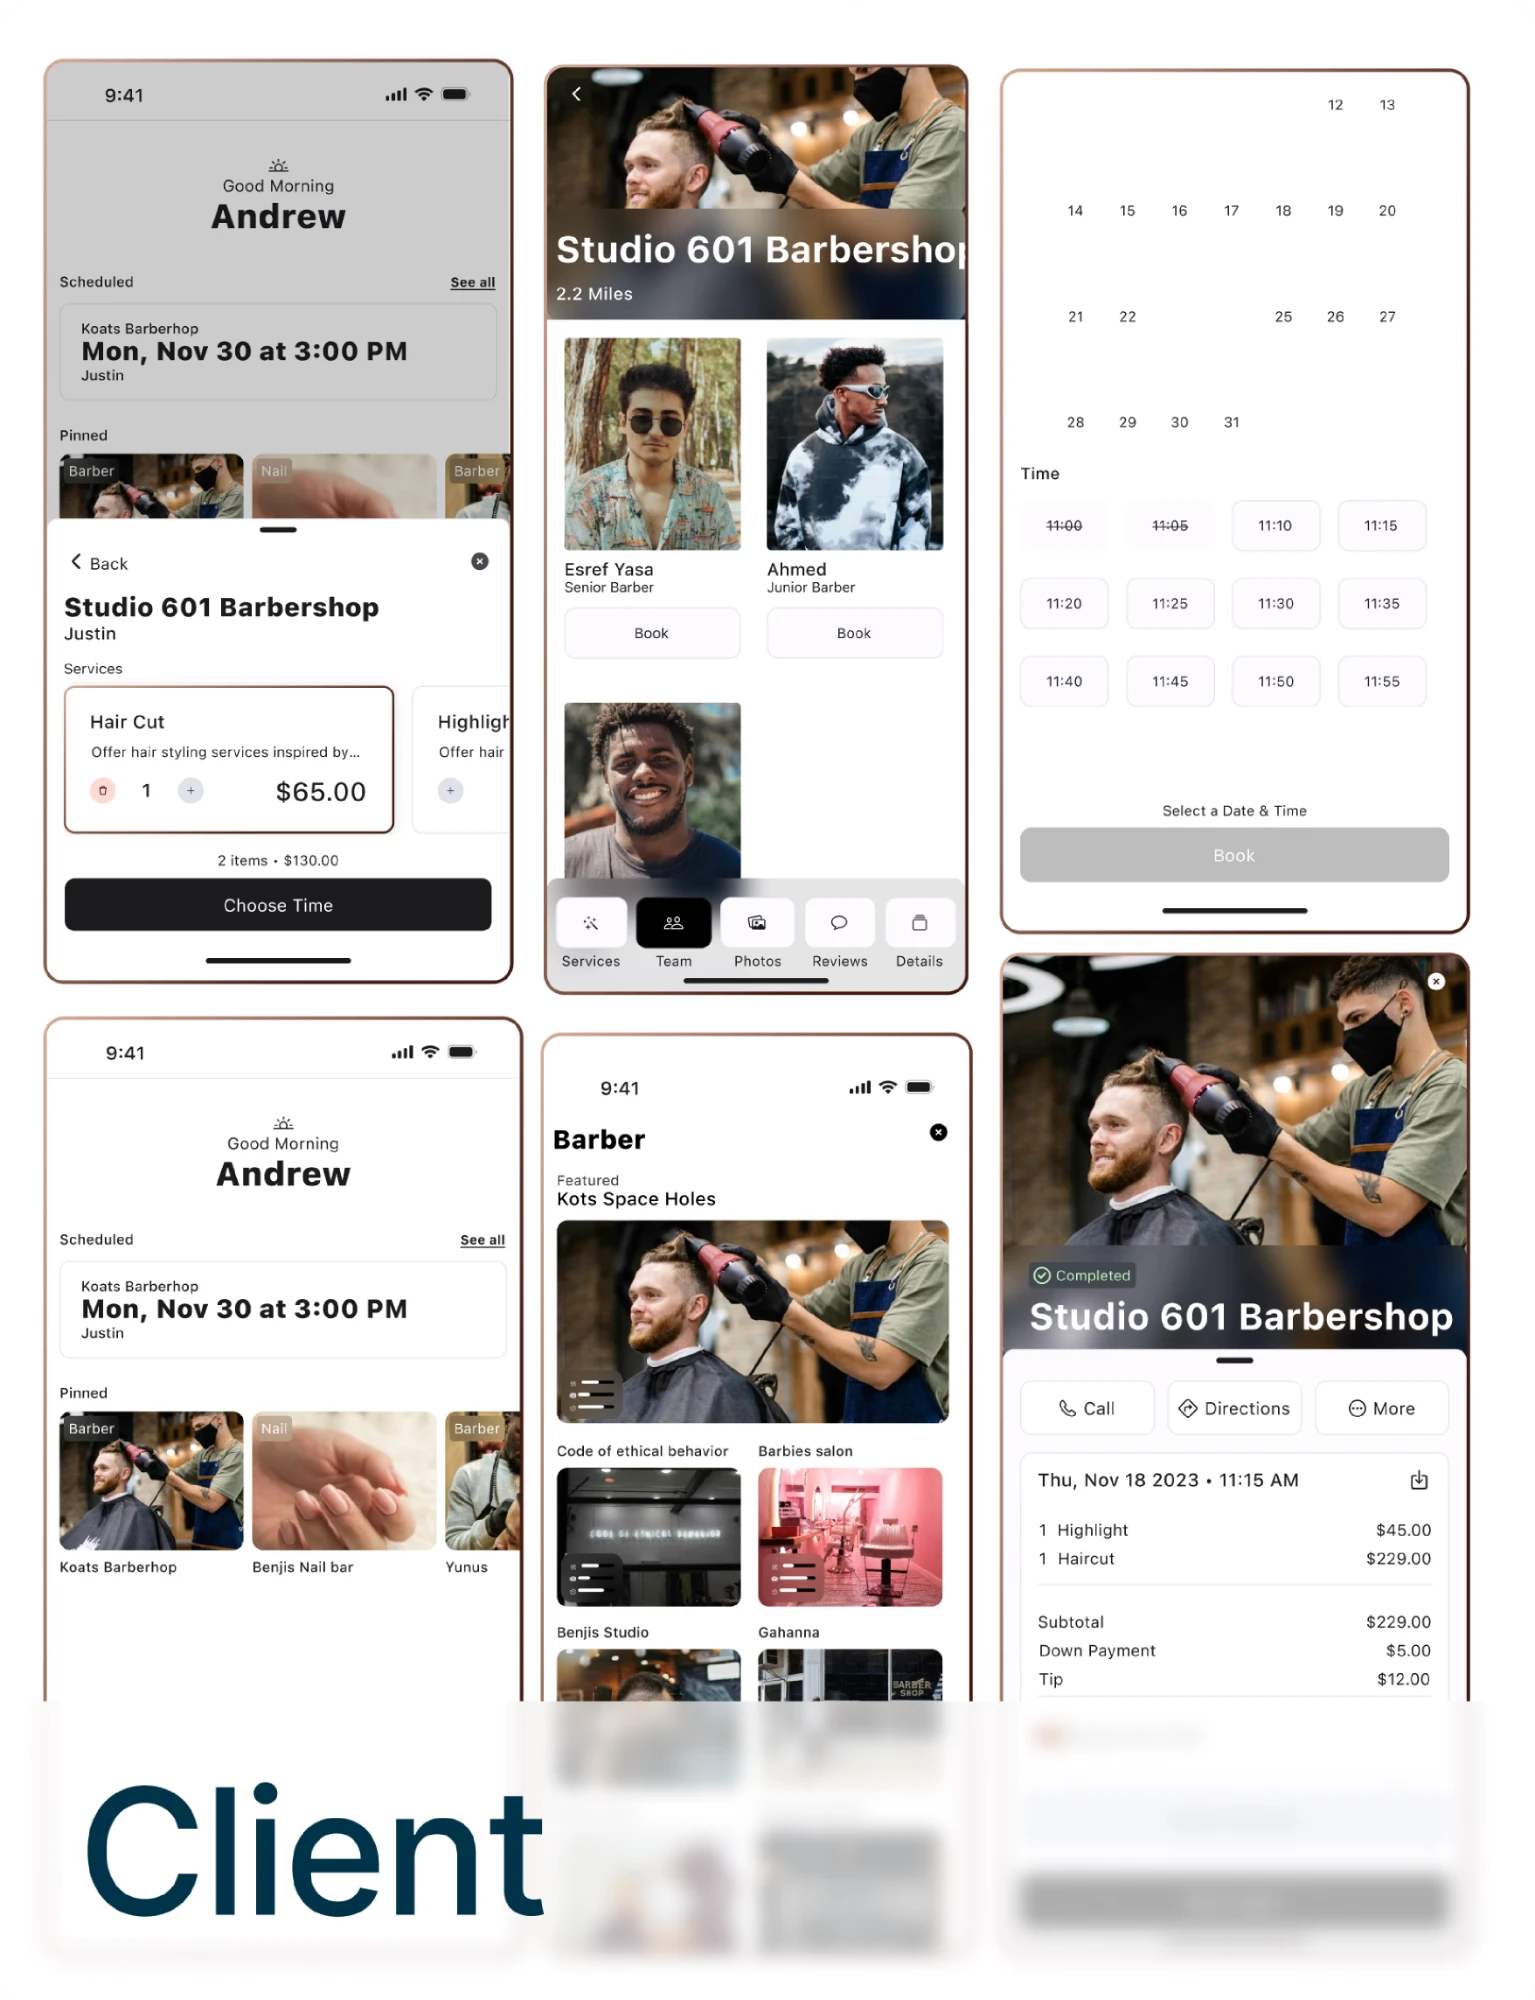 9:41
Good Morning
Andrew
Scheduled See all
Koats Barberhop
Mon, Nov 30 at 3:00 PM
Justin
Pinned
Barber Nail Barber
Back
Studio 601 Barbershop
Justin
Services
Hair Cut
Offer hair styling services inspired by...
1 + $65.00
Highligh
Offer hair
+
2 items • $130.00
Choose Time
Studio 601 Barbershop
2.2 Miles
Esref Yasa
Senior Barber
Book
Ahmed
Junior Barber
Book
Services Team Photos Reviews Details
12 13
14 15 16 17 18 19 20
21 22 25 26 27
28 29 30 31
Time
11:00 11:05 11:10 11:15
11:20 11:25 11:30 11:35
11:40 11:45 11:50 11:55
Select a Date & Time
Book
9:41
Good Morning
Andrew
Scheduled See all
Koats Barberhop
Mon, Nov 30 at 3:00 PM
Justin
Pinned
Barber Nail Barber
Koats Barberhop Benjis Nail bar Yunus
9:41
Barber
Featured
Kots Space Holes
Code of ethical behavior Barbies salon
CODE OF ETHICAL BEHAVIOR
Benjis Studio Gahanna
BARBER
SHOP
Completed
Studio 601 Barbershop
Call Directions More
Thu, Nov 18 2023 • 11:15 AM
1 Highlight $45.00
1 Haircut $229.00
Subtotal $229.00
Down Payment $5.00
Tip $12.00
Client